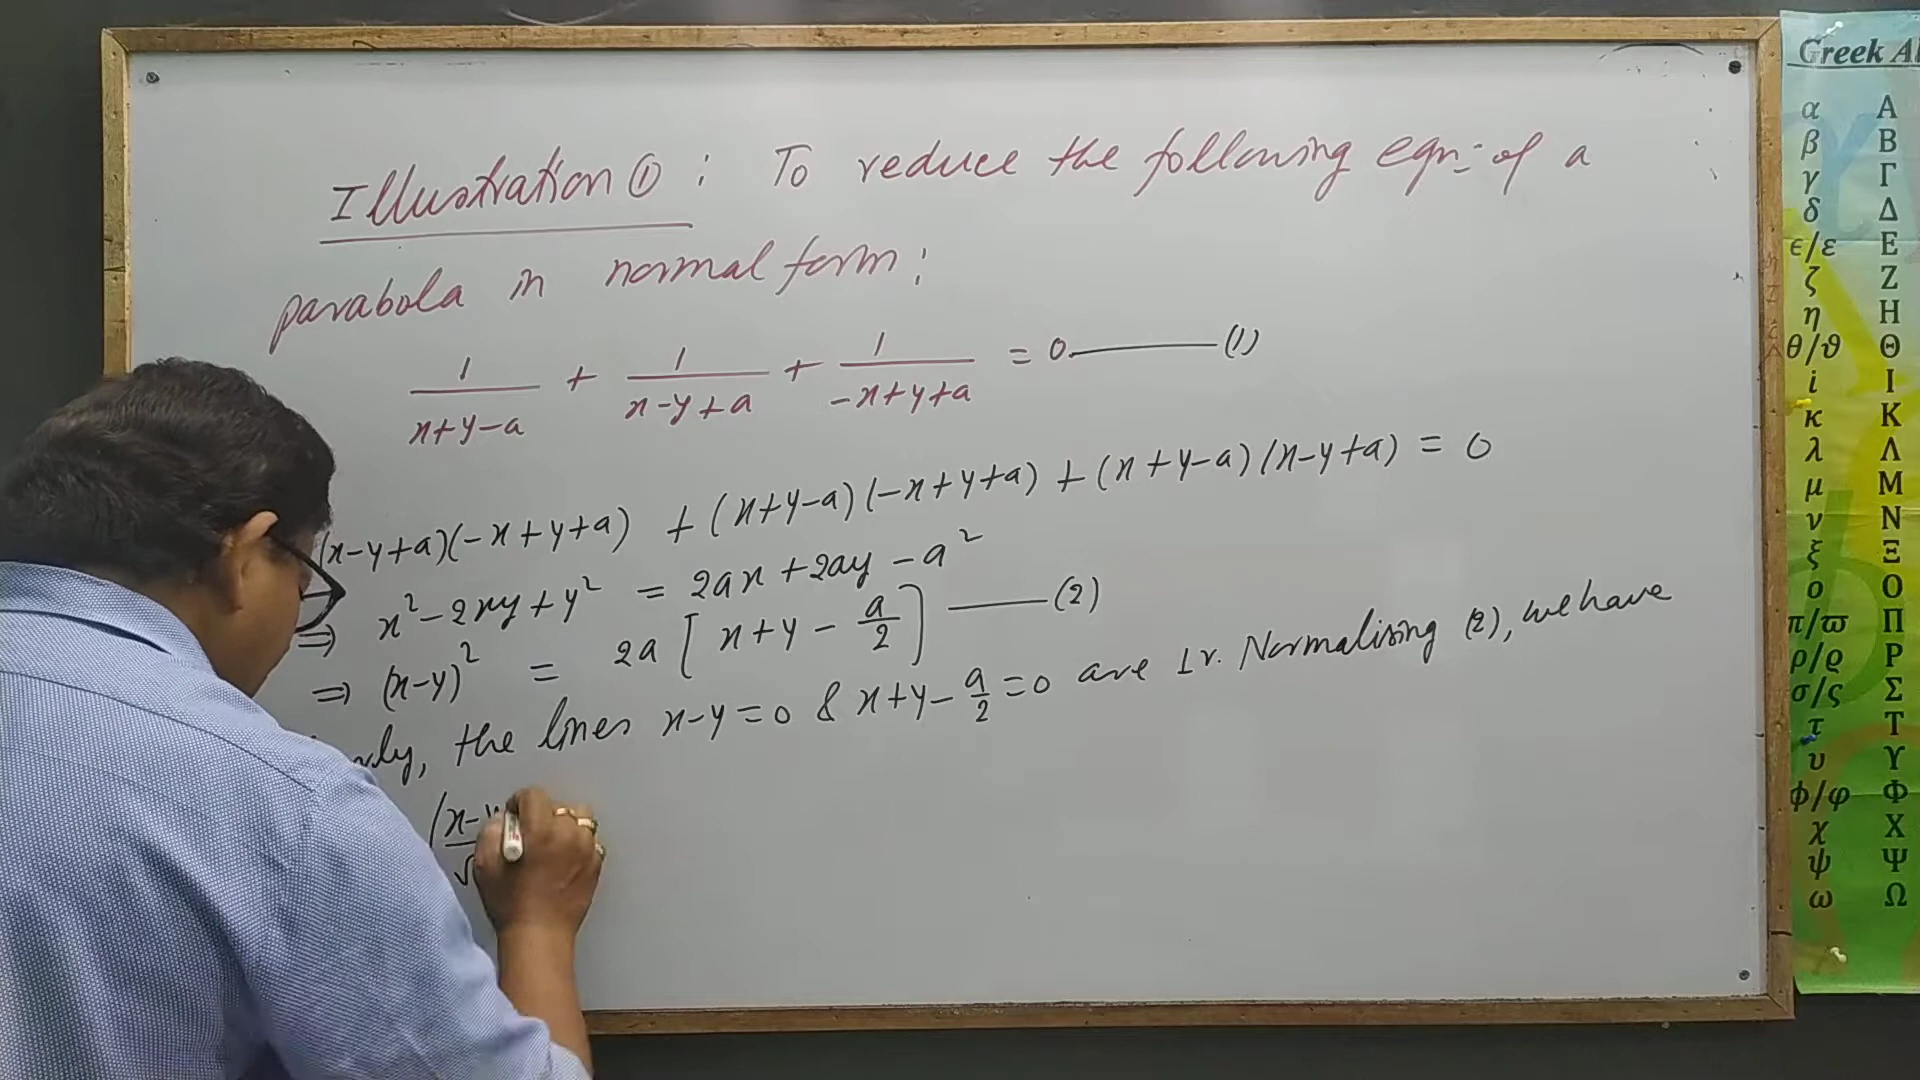 Illustration ① : To reduce the following eqn: of a
parabola in normal form :
1/(x+y-a) + 1/(x-y+a) + 1/(-x+y+a) = 0 ——— (1)
(x-y+a)(-x+y+a) + (x+y-a)(-x+y+a) + (x+y-a)(x-y+a) = 0
⇒ x²-2xy+y² = 2ax+2ay-a²
⇒ (x-y)² = 2a [x+y - a/2] ——— (2)
the lines x-y=0 & x+y-a/2=0 are ⊥r. Normalising (2), we have
(x-y
√
Greek Al
α Α
β Β
γ Γ
δ Δ
ϵ/ε Ε
ζ Ζ
η Η
θ/ϑ Θ
i Ι
κ Κ
λ Λ
μ Μ
ν Ν
ξ Ξ
ο Ο
π/ϖ Π
ρ/ϱ Ρ
σ/ς Σ
τ Τ
υ Υ
ϕ/φ Φ
χ Χ
ψ Ψ
ω Ω